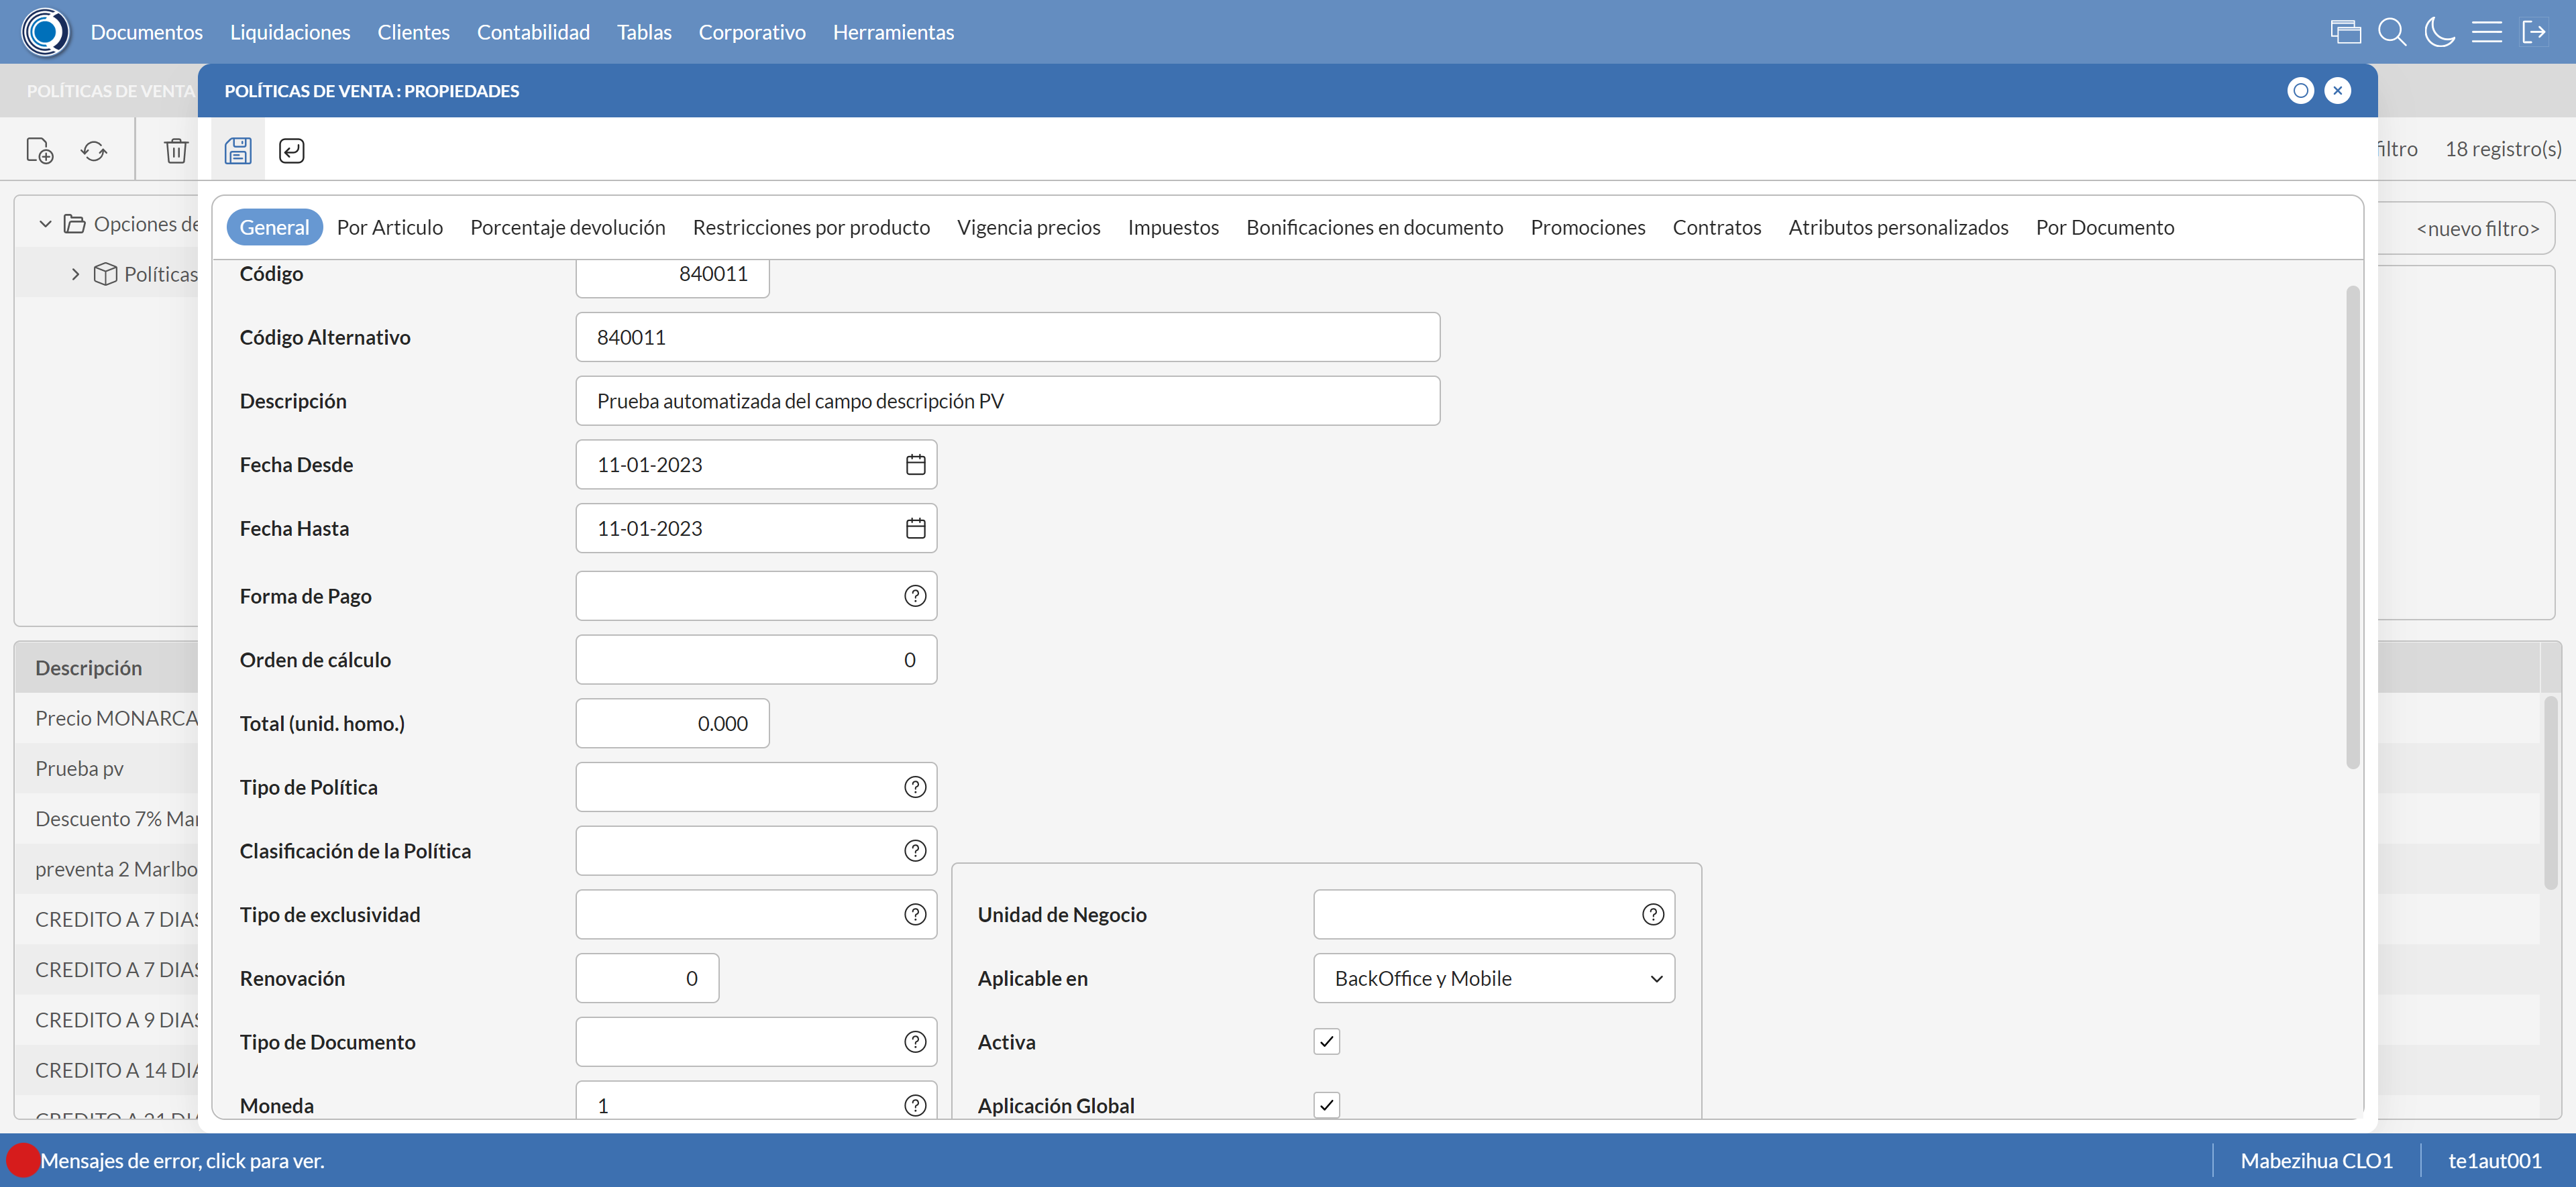 Documentos Liquidaciones Clientes Contabilidad Tablas Corporativo Herramientas
POLÍTICAS DE VENTA
POLÍTICAS DE VENTA : PROPIEDADES
filtro 18 registro(s)
Opciones de
Políticas
<nuevo filtro>
General Por Articulo Porcentaje devolución Restricciones por producto Vigencia precios Impuestos Bonificaciones en documento Promociones Contratos Atributos personalizados Por Documento
Código 840011
Código Alternativo 840011
Descripción Prueba automatizada del campo descripción PV
Fecha Desde 11-01-2023
Fecha Hasta 11-01-2023
Forma de Pago
Orden de cálculo 0
Total (unid. homo.) 0.000
Tipo de Política
Clasificación de la Política
Tipo de exclusividad
Renovación 0
Tipo de Documento
Moneda 1
Unidad de Negocio
Aplicable en BackOffice y Mobile
Activa
Aplicación Global
Descripción
Precio MONARCA
Prueba pv
Descuento 7% Mar
preventa 2 Marlbo
CREDITO A 7 DIAS
CREDITO A 7 DIAS
CREDITO A 9 DIAS
CREDITO A 14 DIA
CREDITO A 21 DI
Mensajes de error, click para ver.
Mabezihua CLO1 te1aut001